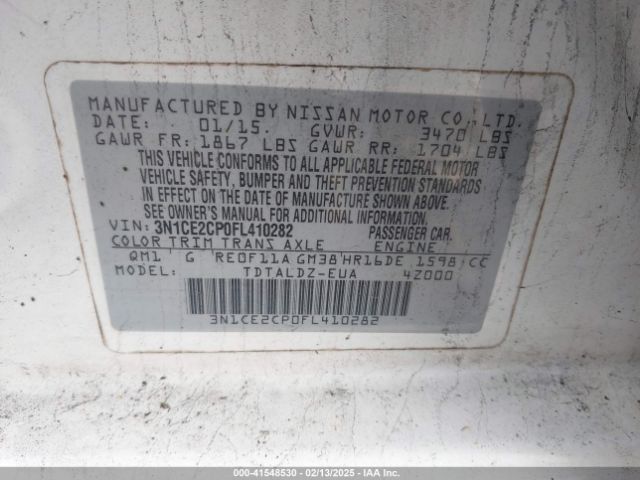 MANUFACTURED BY NISSAN MOTOR CO., LTD.
DATE: 01/15. GVWR: 3470 LBS
GAWR FR: 1867 LBS GAWR RR: 1704 LBS
THIS VEHICLE CONFORMS TO ALL APPLICABLE FEDERAL MOTOR
VEHICLE SAFETY, BUMPER AND THEFT PREVENTION STANDARDS
IN EFFECT ON THE DATE OF MANUFACTURE SHOWN ABOVE.
SEE OWNER'S MANUAL FOR ADDITIONAL INFORMATION.
VIN: 3N1CE2CP0FL410282 PASSENGER CAR.
COLOR TRIM TRANS AXLE ENGINE
QM1 G RE0F11A GM38 HR16DE 1598 CC
MODEL: TDTALDZ-EUA 4Z000
3N1CE2CP0FL410282
000-41548530 - 02/13/2025 - IAA Inc.